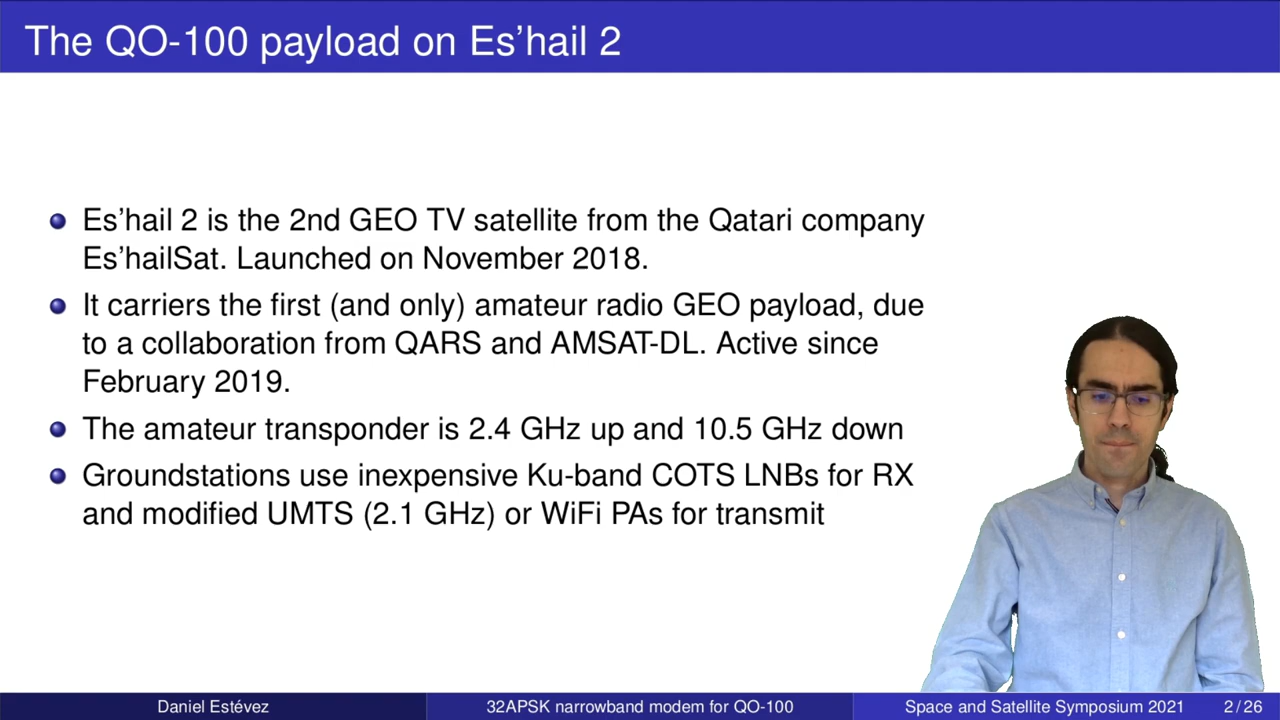 The QO-100 payload on Es'hail 2
Es'hail 2 is the 2nd GEO TV satellite from the Qatari company
Es'hailSat. Launched on November 2018.
It carriers the first (and only) amateur radio GEO payload, due
to a collaboration from QARS and AMSAT-DL. Active since
February 2019.
The amateur transponder is 2.4 GHz up and 10.5 GHz down
Groundstations use inexpensive Ku-band COTS LNBs for RX
and modified UMTS (2.1 GHz) or WiFi PAs for transmit
Daniel Estévez
32APSK narrowband modem for QO-100
Space and Satellite Symposium 2021
2 / 26